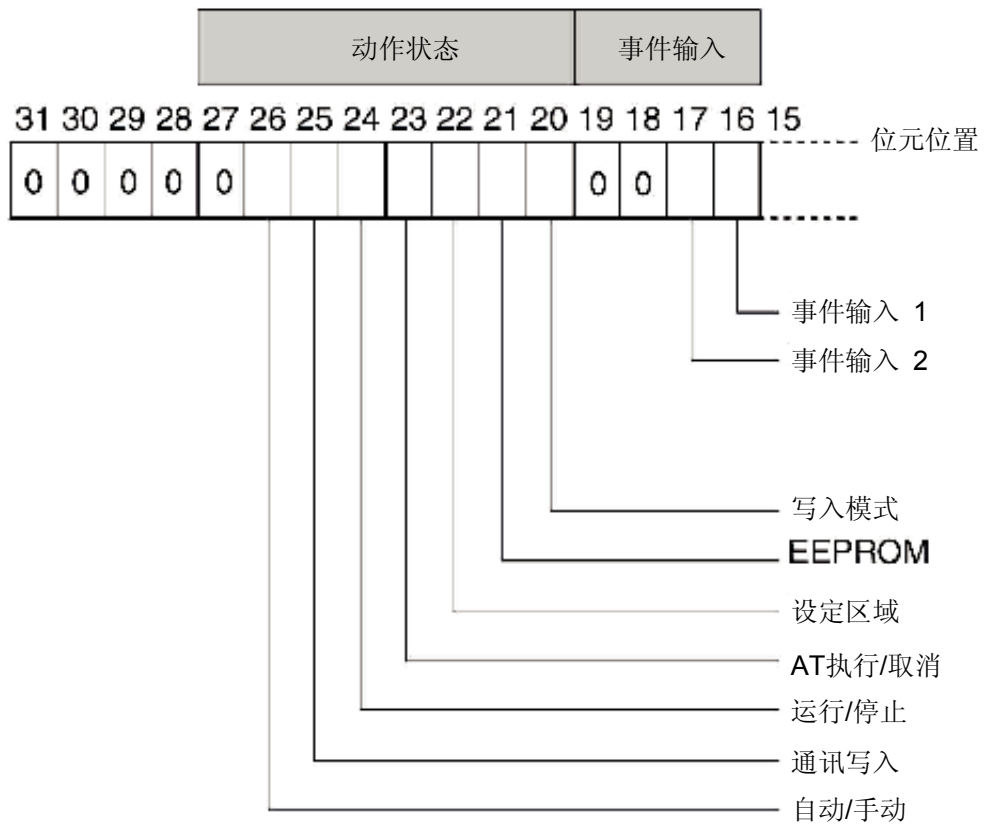 动作状态 事件输入
31 30 29 28 27 26 25 24 23 22 21 20 19 18 17 16 15
位元位置
0 0 0 0 0 0 0
事件输入 1
事件输入 2
写入模式
EEPROM
设定区域
AT执行/取消
运行/停止
通讯写入
自动/手动